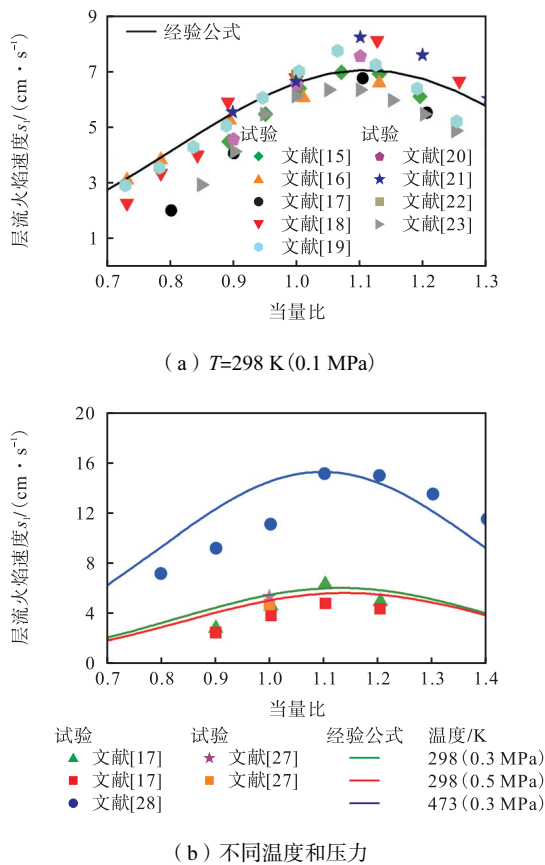 9
7
5
3
1
经验公式
试验
试验
文献[15]
文献[20]
文献[16]
文献[21]
文献[17]
文献[22]
文献[18]
文献[23]
文献[19]
层流火焰速度s_l/(cm·s⁻¹)
0.7 0.8 0.9 1.0 1.1 1.2 1.3
当量比
(a) T=298 K(0.1 MPa)
20
16
12
8
4
0
层流火焰速度s_l/(cm·s⁻¹)
0.7 0.8 0.9 1.0 1.1 1.2 1.3 1.4
当量比
试验 试验 经验公式 温度/K
文献[17] 文献[27] 298(0.3 MPa)
文献[17] 文献[27] 298(0.5 MPa)
文献[28] 473(0.3 MPa)
(b) 不同温度和压力